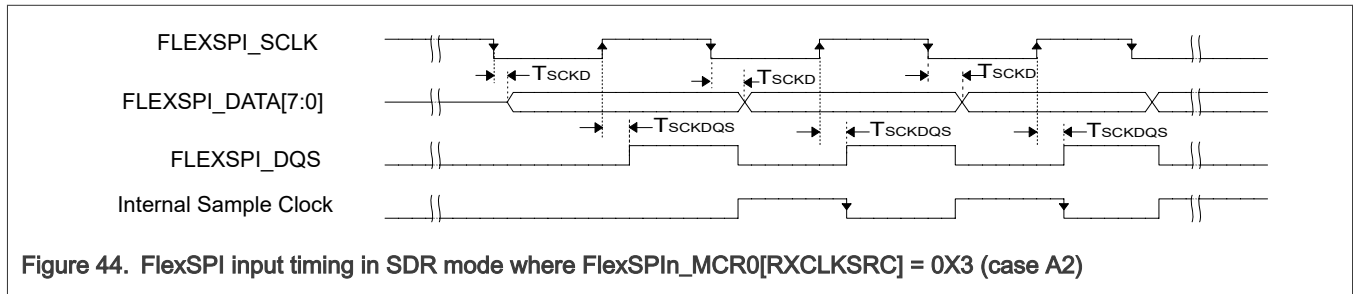 FLEXSPI_SCLK
TSCKD TSCKD TSCKD
FLEXSPI_DATA[7:0]
TSCKDQS TSCKDQS TSCKDQS
FLEXSPI_DQS
Internal Sample Clock
Figure 44. FlexSPI input timing in SDR mode where FlexSPIn_MCR0[RXCLKSRC] = 0X3 (case A2)